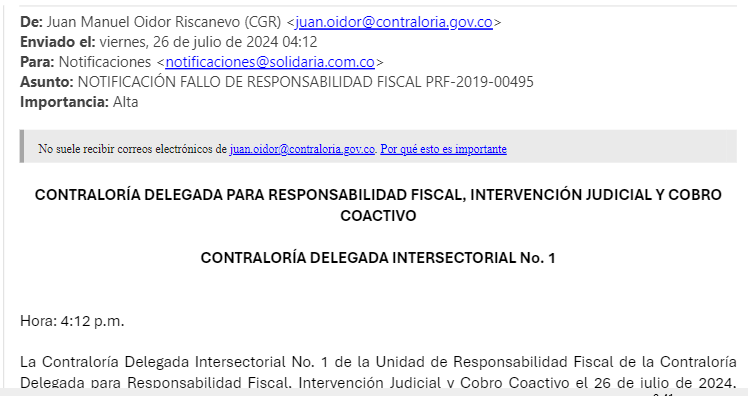 De: Juan Manuel Oidor Riscanevo (CGR) <juan.oidor@contraloria.gov.co>
Enviado el: viernes, 26 de julio de 2024 04:12
Para: Notificaciones <notificaciones@solidaria.com.co>
Asunto: NOTIFICACIÓN FALLO DE RESPONSABILIDAD FISCAL PRF-2019-00495
Importancia: Alta
No suele recibir correos electrónicos de juan.oidor@contraloria.gov.co. Por qué esto es importante
CONTRALORÍA DELEGADA PARA RESPONSABILIDAD FISCAL, INTERVENCIÓN JUDICIAL Y COBRO
COACTIVO
CONTRALORÍA DELEGADA INTERSECTORIAL No. 1
Hora: 4:12 p.m.
La Contraloría Delegada Intersectorial No. 1 de la Unidad de Responsabilidad Fiscal de la Contraloría
Delegada para Responsabilidad Fiscal, Intervención Judicial y Cobro Coactivo el 26 de julio de 2024,